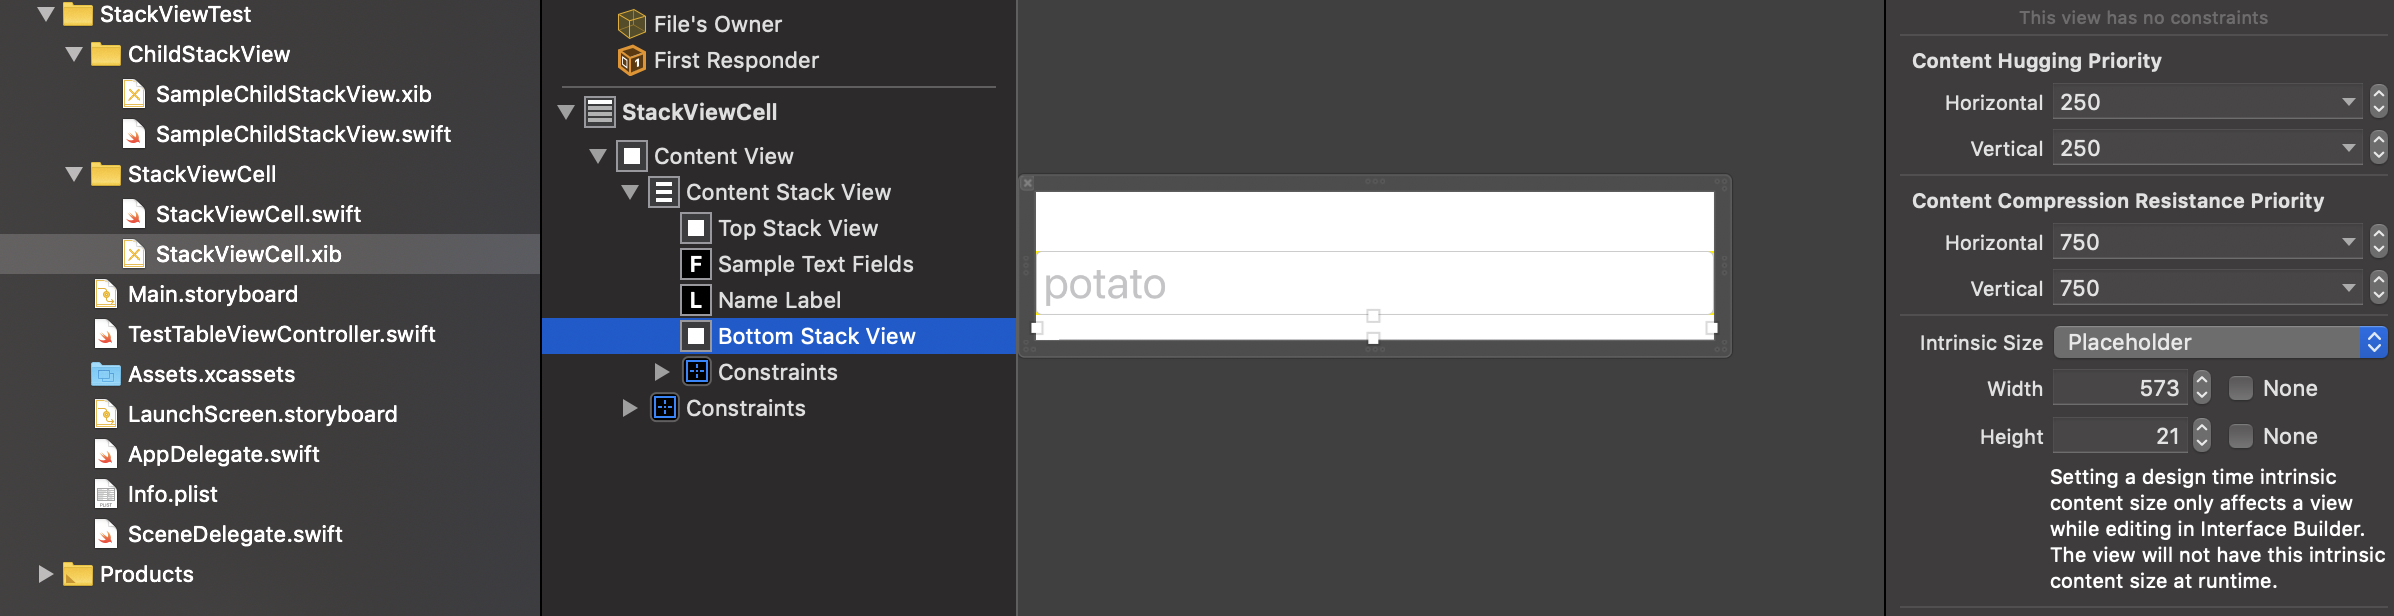 StackViewTest
ChildStackView
SampleChildStackView.xib
SampleChildStackView.swift
StackViewCell
StackViewCell.swift
StackViewCell.xib
Main.storyboard
TestTableViewController.swift
Assets.xcassets
LaunchScreen.storyboard
AppDelegate.swift
Info.plist
SceneDelegate.swift
Products
File's Owner
First Responder
StackViewCell
Content View
Content Stack View
Top Stack View
F Sample Text Fields
L Name Label
Bottom Stack View
Constraints
Constraints
potato
This view has no constraints
Content Hugging Priority
Horizontal 250
Vertical 250
Content Compression Resistance Priority
Horizontal 750
Vertical 750
Intrinsic Size Placeholder
Width 573 None
Height 21 None
Setting a design time intrinsic
content size only affects a view
while editing in Interface Builder.
The view will not have this intrinsic
content size at runtime.